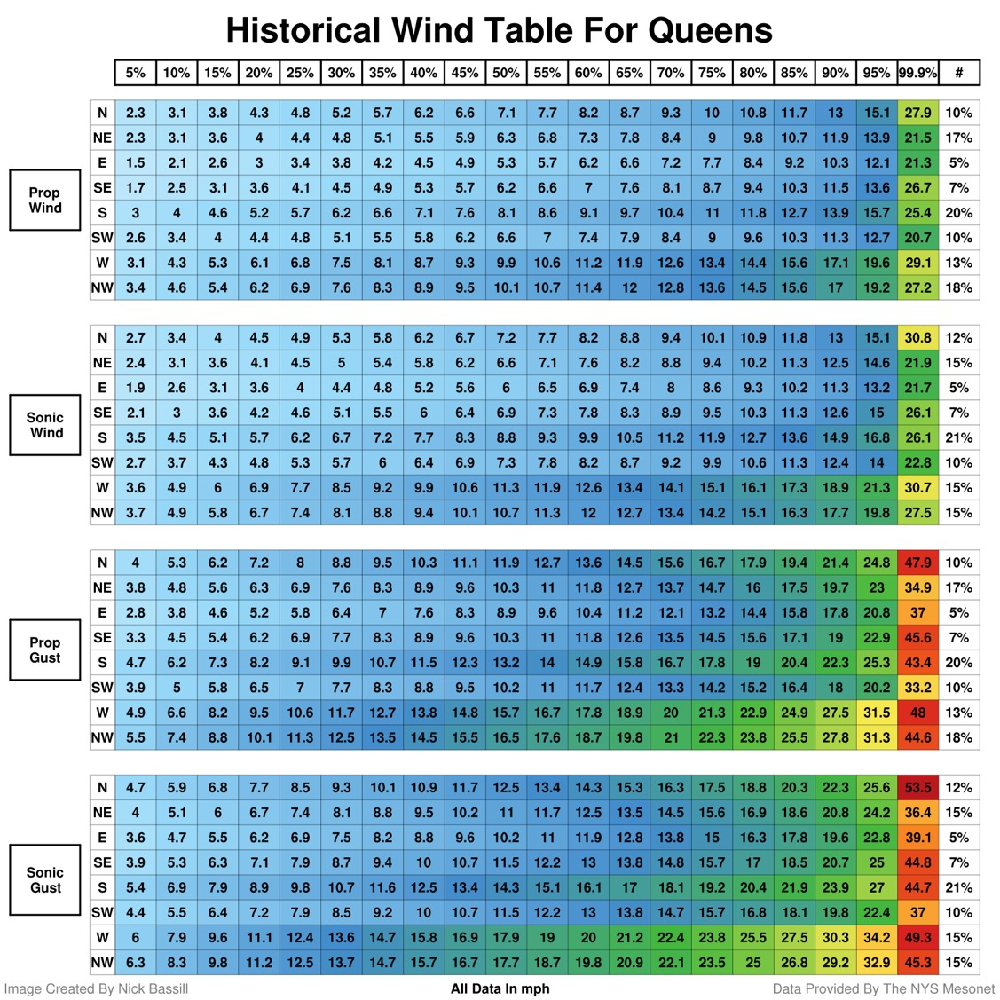 Historical Wind Table For Queens
5% 10% 15% 20% 25% 30% 35% 40% 45% 50% 55% 60% 65% 70% 75% 80% 85% 90% 95% 99.9% #
Prop
Wind
N 2.3 3.1 3.8 4.3 4.8 5.2 5.7 6.2 6.6 7.1 7.7 8.2 8.7 9.3 10 10.8 11.7 13 15.1 27.9 10%
NE 2.3 3.1 3.6 4 4.4 4.8 5.1 5.5 5.9 6.3 6.8 7.3 7.8 8.4 9 9.8 10.7 11.9 13.9 21.5 17%
E 1.5 2.1 2.6 3 3.4 3.8 4.2 4.5 4.9 5.3 5.7 6.2 6.6 7.2 7.7 8.4 9.2 10.3 12.1 21.3 5%
SE 1.7 2.5 3.1 3.6 4.1 4.5 4.9 5.3 5.7 6.2 6.6 7 7.6 8.1 8.7 9.4 10.3 11.5 13.6 26.7 7%
S 3 4 4.6 5.2 5.7 6.2 6.6 7.1 7.6 8.1 8.6 9.1 9.7 10.4 11 11.8 12.7 13.9 15.7 25.4 20%
SW 2.6 3.4 4 4.4 4.8 5.1 5.5 5.8 6.2 6.6 7 7.4 7.9 8.4 9 9.6 10.3 11.3 12.7 20.7 10%
W 3.1 4.3 5.3 6.1 6.8 7.5 8.1 8.7 9.3 9.9 10.6 11.2 11.9 12.6 13.4 14.4 15.6 17.1 19.6 29.1 13%
NW 3.4 4.6 5.4 6.2 6.9 7.6 8.3 8.9 9.5 10.1 10.7 11.4 12 12.8 13.6 14.5 15.6 17 19.2 27.2 18%
Sonic
Wind
N 2.7 3.4 4 4.5 4.9 5.3 5.8 6.2 6.7 7.2 7.7 8.2 8.8 9.4 10.1 10.9 11.8 13 15.1 30.8 12%
NE 2.4 3.1 3.6 4.1 4.5 5 5.4 5.8 6.2 6.6 7.1 7.6 8.2 8.8 9.4 10.2 11.3 12.5 14.6 21.9 15%
E 1.9 2.6 3.1 3.6 4 4.4 4.8 5.2 5.6 6 6.5 6.9 7.4 8 8.6 9.3 10.2 11.3 13.2 21.7 5%
SE 2.1 3 3.6 4.2 4.6 5.1 5.5 6 6.4 6.9 7.3 7.8 8.3 8.9 9.5 10.3 11.3 12.6 15 26.1 7%
S 3.5 4.5 5.1 5.7 6.2 6.7 7.2 7.7 8.3 8.8 9.3 9.9 10.5 11.2 11.9 12.7 13.6 14.9 16.8 26.1 21%
SW 2.7 3.7 4.3 4.8 5.3 5.7 6 6.4 6.9 7.3 7.8 8.2 8.7 9.2 9.9 10.6 11.3 12.4 14 22.8 10%
W 3.6 4.9 6 6.9 7.7 8.5 9.2 9.9 10.6 11.3 11.9 12.6 13.4 14.1 15.1 16.1 17.3 18.9 21.3 30.7 15%
NW 3.7 4.9 5.8 6.7 7.4 8.1 8.8 9.4 10.1 10.7 11.3 12 12.7 13.4 14.2 15.1 16.3 17.7 19.8 27.5 15%
Prop
Gust
N 4 5.3 6.2 7.2 8 8.8 9.5 10.3 11.1 11.9 12.7 13.6 14.5 15.6 16.7 17.9 19.4 21.4 24.8 47.9 10%
NE 3.8 4.8 5.6 6.3 6.9 7.6 8.3 8.9 9.6 10.3 11 11.8 12.7 13.7 14.7 16 17.5 19.7 23 34.9 17%
E 2.8 3.8 4.6 5.2 5.8 6.4 7 7.6 8.3 8.9 9.6 10.4 11.2 12.1 13.2 14.4 15.8 17.8 20.8 37 5%
SE 3.3 4.5 5.4 6.2 6.9 7.7 8.3 8.9 9.6 10.3 11 11.8 12.6 13.5 14.5 15.6 17.1 19 22.9 45.6 7%
S 4.7 6.2 7.3 8.2 9.1 9.9 10.7 11.5 12.3 13.2 14 14.9 15.8 16.7 17.8 19 20.4 22.3 25.3 43.4 20%
SW 3.9 5 5.8 6.5 7 7.7 8.3 8.8 9.5 10.2 11 11.7 12.4 13.3 14.2 15.2 16.4 18 20.2 33.2 10%
W 4.9 6.6 8.2 9.5 10.6 11.7 12.7 13.8 14.8 15.7 16.7 17.8 18.9 20 21.3 22.9 24.9 27.5 31.5 48 13%
NW 5.5 7.4 8.8 10.1 11.3 12.5 13.5 14.5 15.5 16.5 17.6 18.7 19.8 21 22.3 23.8 25.5 27.8 31.3 44.6 18%
Sonic
Gust
N 4.7 5.9 6.8 7.7 8.5 9.3 10.1 10.9 11.7 12.5 13.4 14.3 15.3 16.3 17.5 18.8 20.3 22.3 25.6 53.5 12%
NE 4 5.1 6 6.7 7.4 8.1 8.8 9.5 10.2 11 11.7 12.5 13.5 14.5 15.6 16.9 18.6 20.8 24.2 36.4 15%
E 3.6 4.7 5.5 6.2 6.9 7.5 8.2 8.8 9.6 10.2 11 11.9 12.8 13.8 15 16.3 17.8 19.6 22.8 39.1 5%
SE 3.9 5.3 6.3 7.1 7.9 8.7 9.4 10 10.7 11.5 12.2 13 13.8 14.8 15.7 17 18.5 20.7 25 44.8 7%
S 5.4 6.9 7.9 8.9 9.8 10.7 11.6 12.5 13.4 14.3 15.1 16.1 17 18.1 19.2 20.4 21.9 23.9 27 44.7 21%
SW 4.4 5.5 6.4 7.2 7.9 8.5 9.2 10 10.7 11.5 12.2 13 13.8 14.7 15.7 16.8 18.1 19.8 22.4 37 10%
W 6 7.9 9.6 11.1 12.4 13.6 14.7 15.8 16.9 17.9 19 20 21.2 22.4 23.8 25.5 27.5 30.3 34.2 49.3 15%
NW 6.3 8.3 9.8 11.2 12.5 13.7 14.7 15.7 16.7 17.7 18.7 19.8 20.9 22.1 23.5 25 26.8 29.2 32.9 45.3 15%
Image Created By Nick Bassill All Data In mph Data Provided By The NYS Mesonet